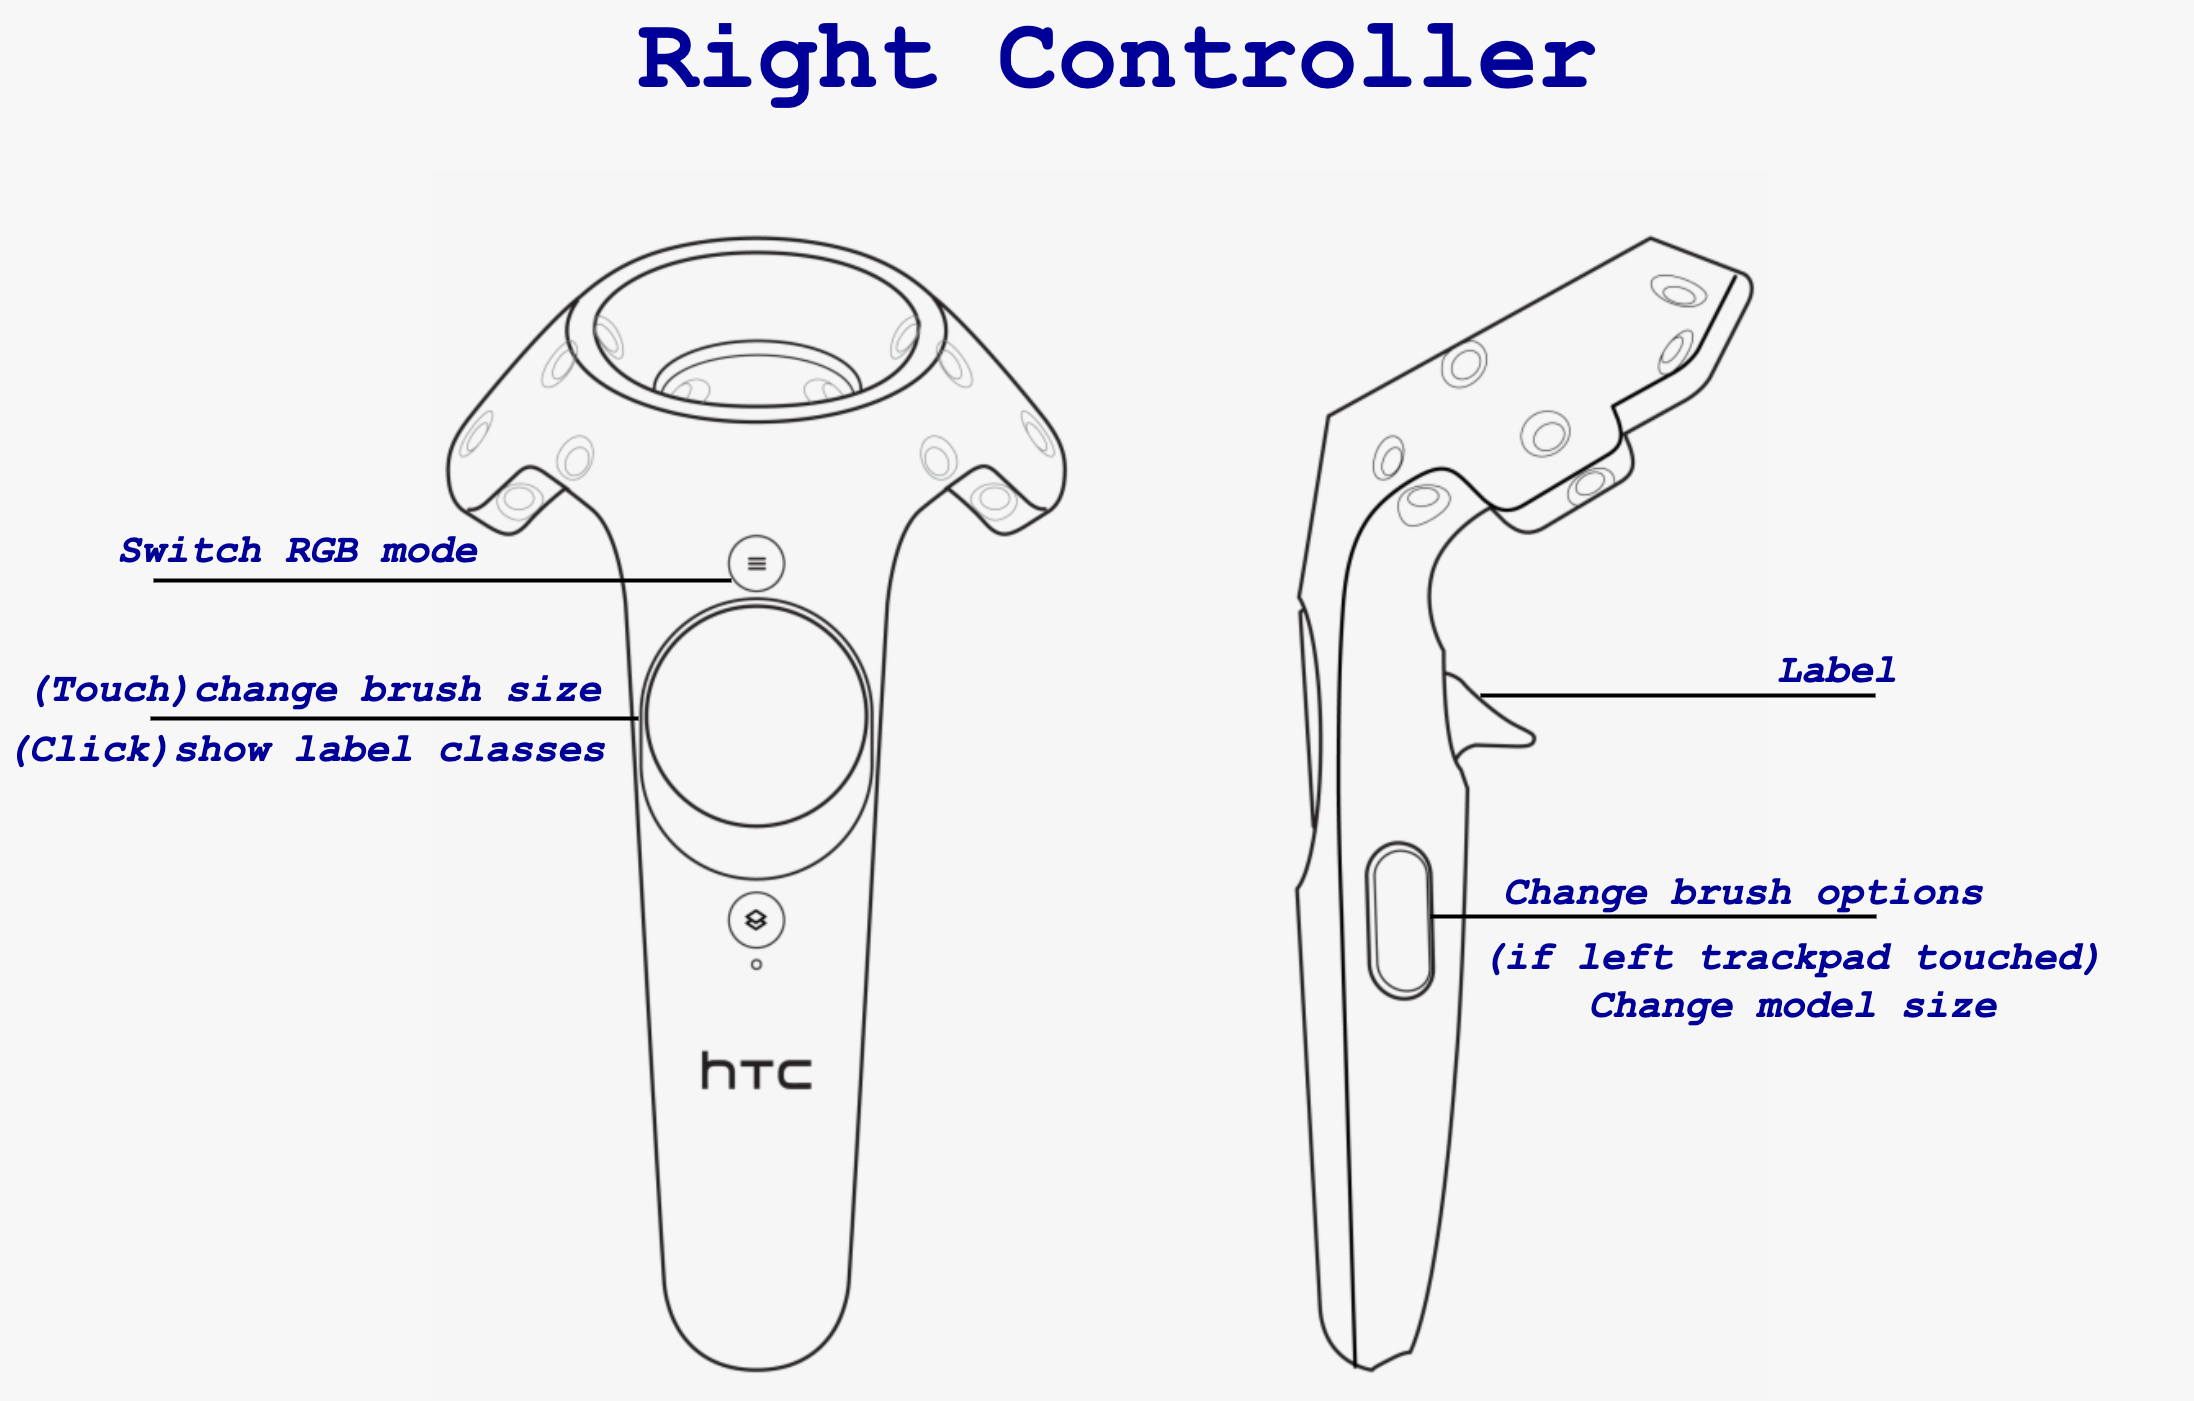 Right Controller
Switch RGB mode
(Touch)change brush size
(Click)show label classes
Label
Change brush options
(if left trackpad touched)
Change model size
hTC